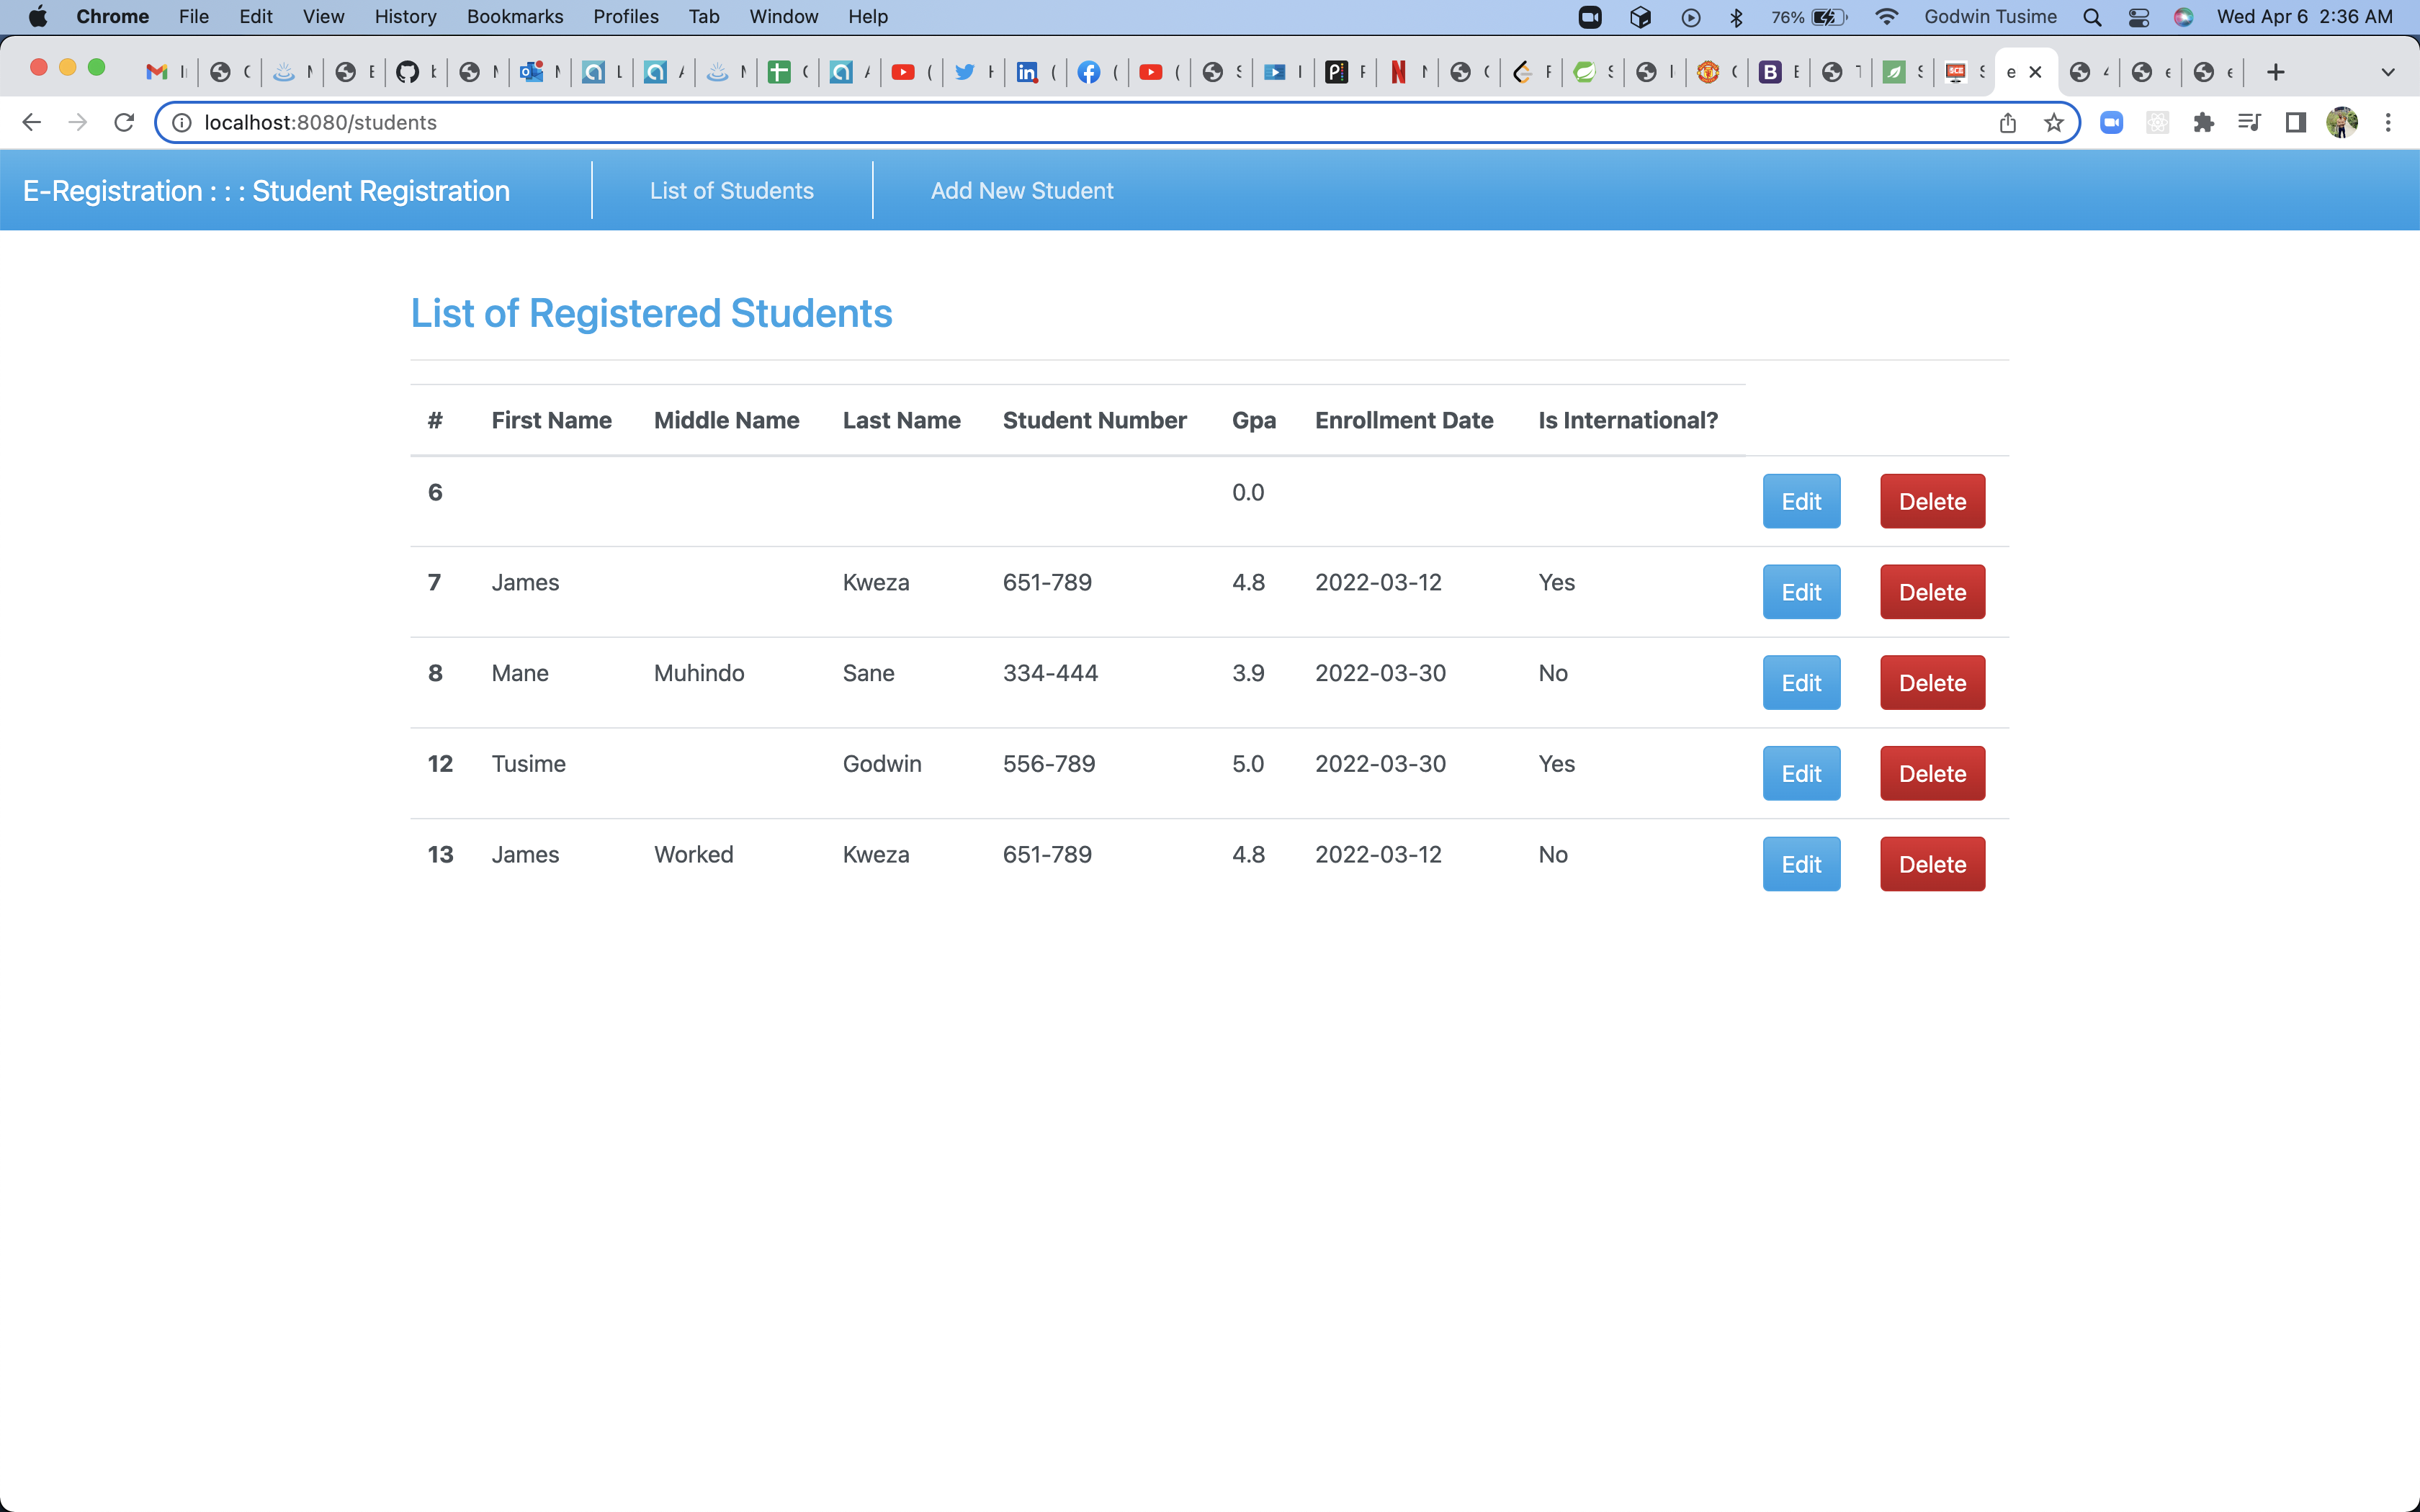 Chrome File Edit View History Bookmarks Profiles Tab Window Help 76% Godwin Tusime Wed Apr 6 2:36 AM
localhost:8080/students
E-Registration : : : Student Registration List of Students Add New Student
List of Registered Students
# First Name Middle Name Last Name Student Number Gpa Enrollment Date Is International?
6 0.0 Edit Delete
7 James Kweza 651-789 4.8 2022-03-12 Yes Edit Delete
8 Mane Muhindo Sane 334-444 3.9 2022-03-30 No Edit Delete
12 Tusime Godwin 556-789 5.0 2022-03-30 Yes Edit Delete
13 James Worked Kweza 651-789 4.8 2022-03-12 No Edit Delete